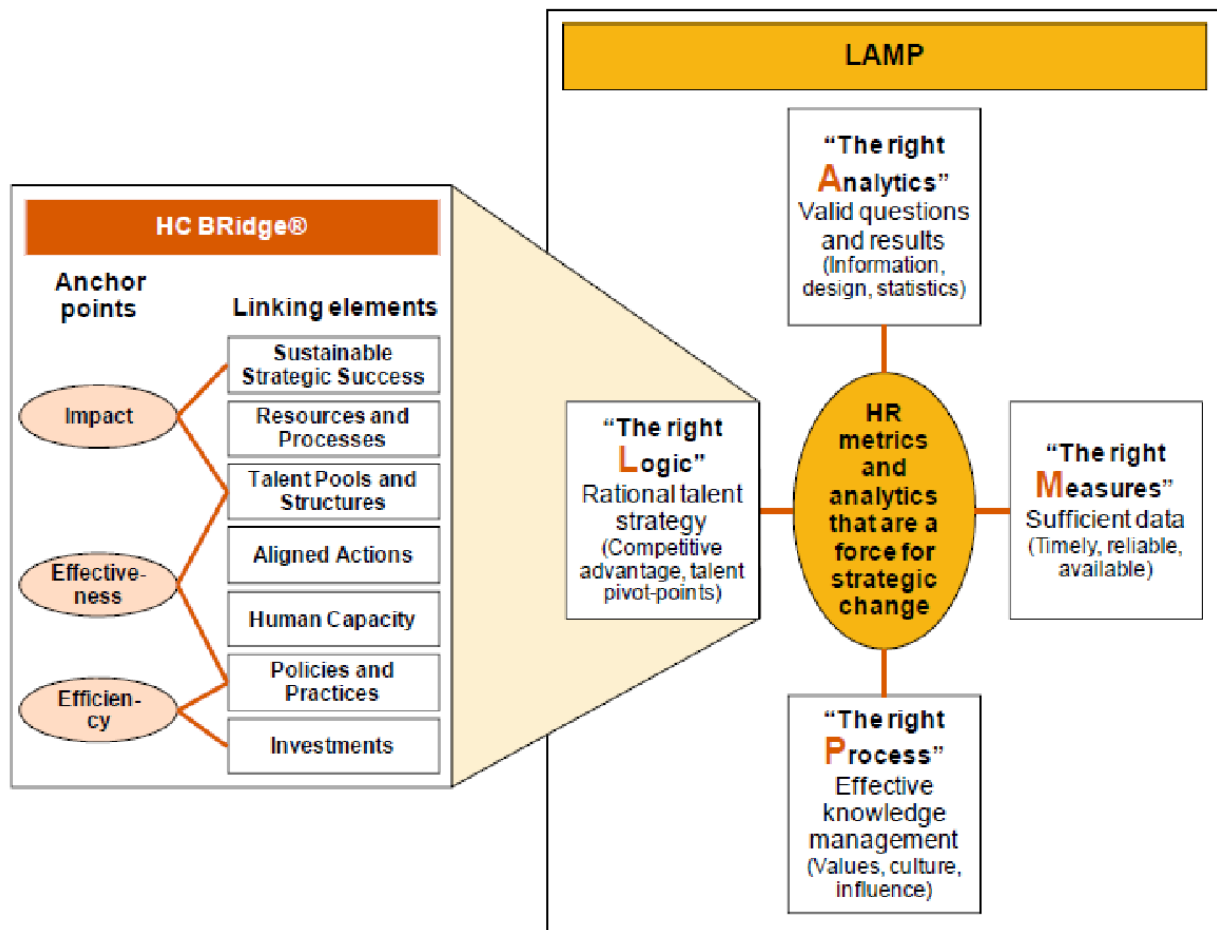 LAMP
“The right
Analytics”
Valid questions
and results
(Information,
design, statistics)
HC BRidge®
Anchor
points
Linking elements
Sustainable
Strategic Success
Impact
Resources and
Processes
Talent Pools and
Structures
Aligned Actions
Effective-
ness
Human Capacity
Policies and
Practices
Efficien-
cy
Investments
“The right
Logic”
Rational talent
strategy
(Competitive
advantage, talent
pivot-points)
HR
metrics
and
analytics
that are a
force for
strategic
change
“The right
Measures”
Sufficient data
(Timely, reliable,
available)
“The right
Process”
Effective
knowledge
management
(Values, culture,
influence)